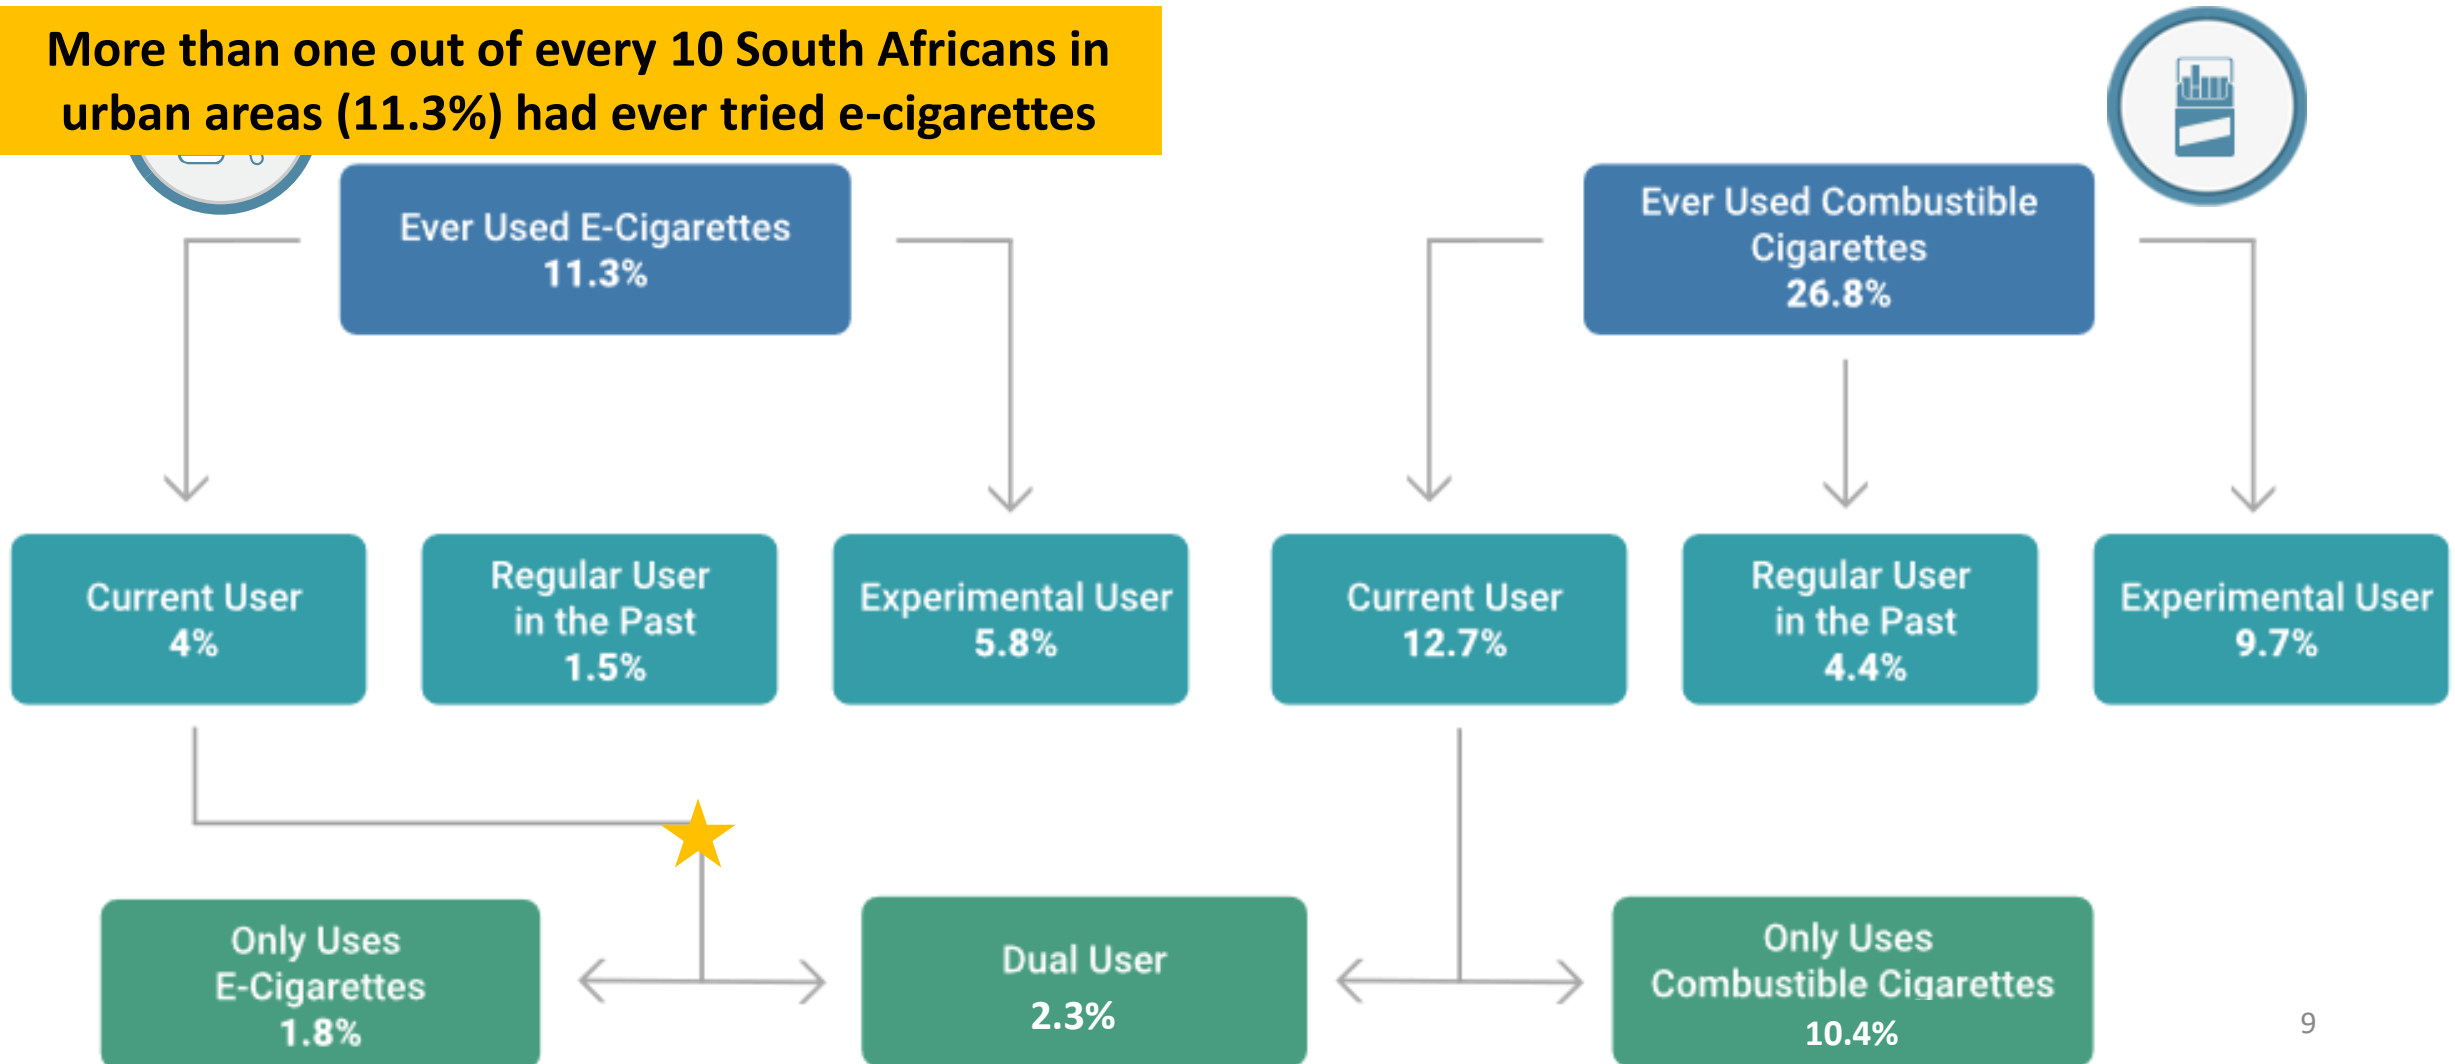 More than one out of every 10 South Africans in
urban areas (11.3%) had ever tried e-cigarettes
Ever Used E-Cigarettes
11.3%
Ever Used Combustible
Cigarettes
26.8%
Current User
4%
Regular User
in the Past
1.5%
Experimental User
5.8%
Current User
12.7%
Regular User
in the Past
4.4%
Experimental User
9.7%
Only Uses
E-Cigarettes
1.8%
Dual User
2.3%
Only Uses
Combustible Cigarettes
10.4%
9